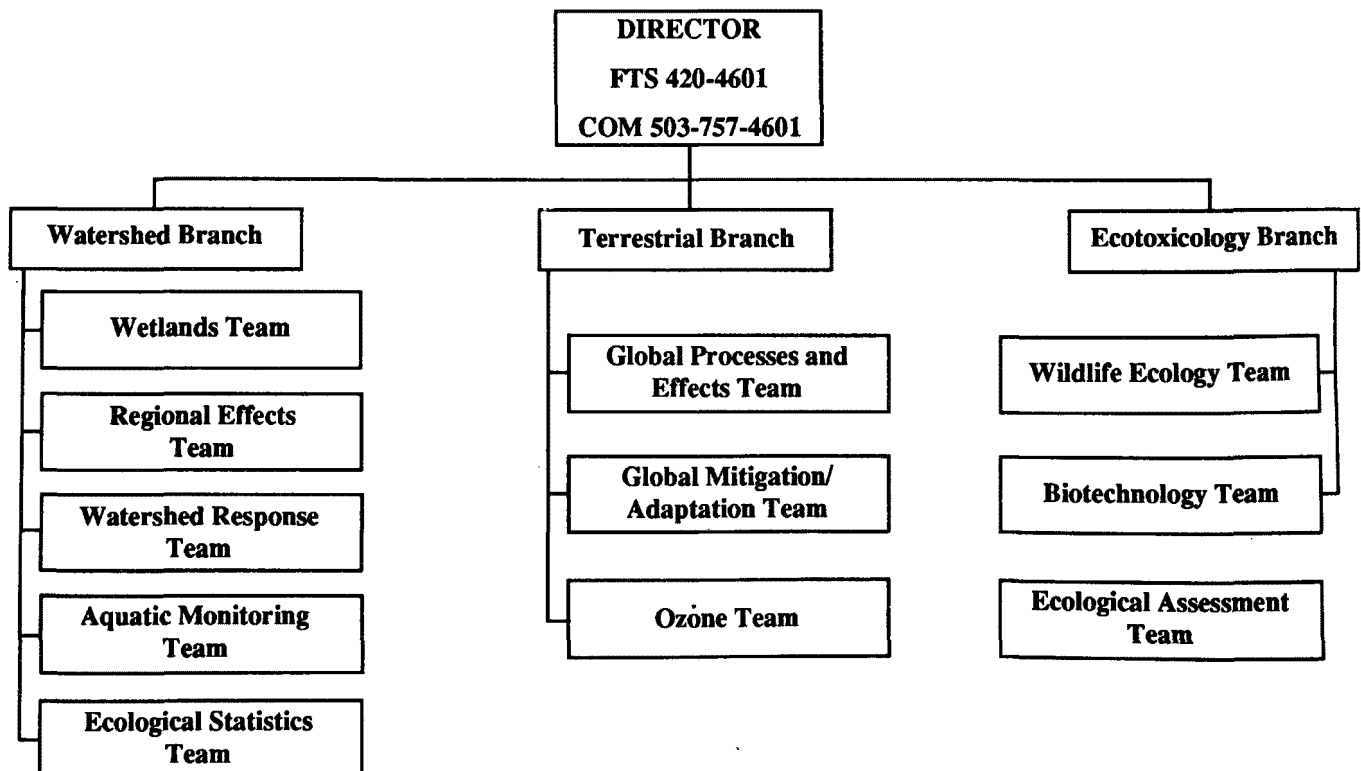 DIRECTOR
FTS 420-4601
COM 503-757-4601
Watershed Branch
Wetlands Team
Regional Effects
Team
Watershed Response
Team
Aquatic Monitoring
Team
Ecological Statistics
Team
Terrestrial Branch
Global Processes and
Effects Team
Global Mitigation/
Adaptation Team
Ozone Team
Ecotoxicology Branch
Wildlife Ecology Team
Biotechnology Team
Ecological Assessment
Team